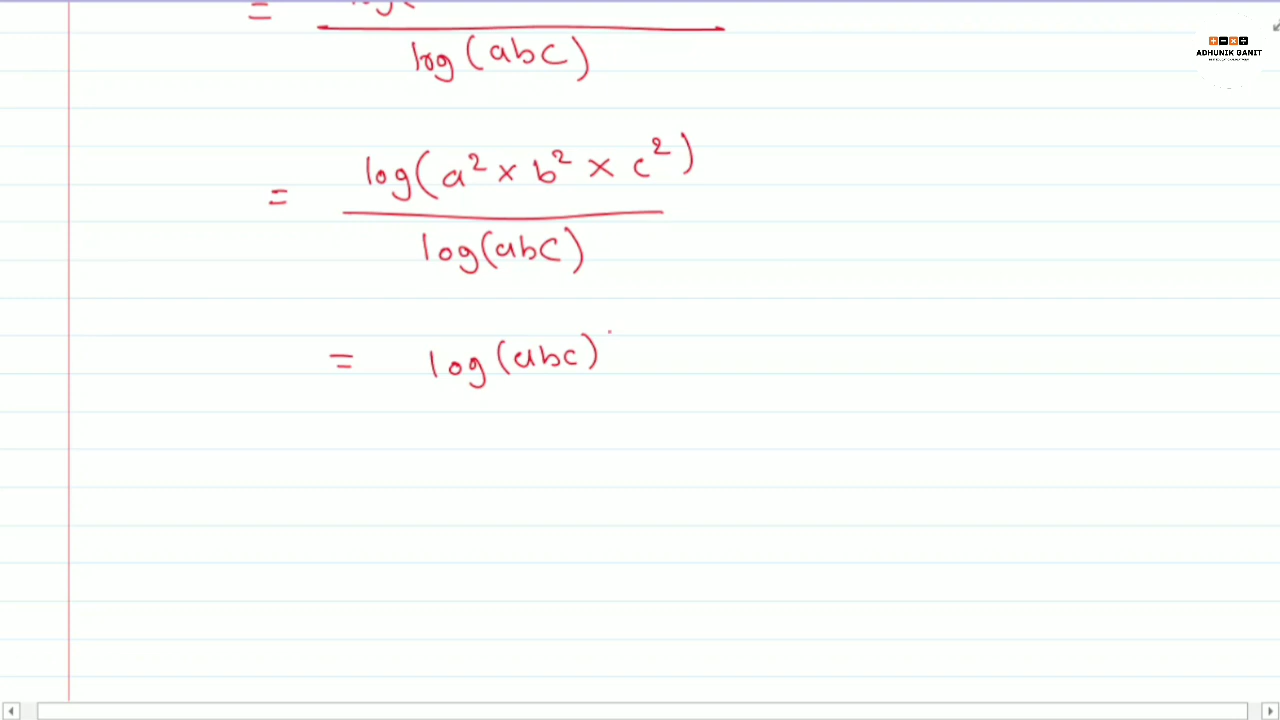 =
log(abc)
ADHUNIK GANIT
log(a² × b² × c²)
=
log(abc)
= log(abc)